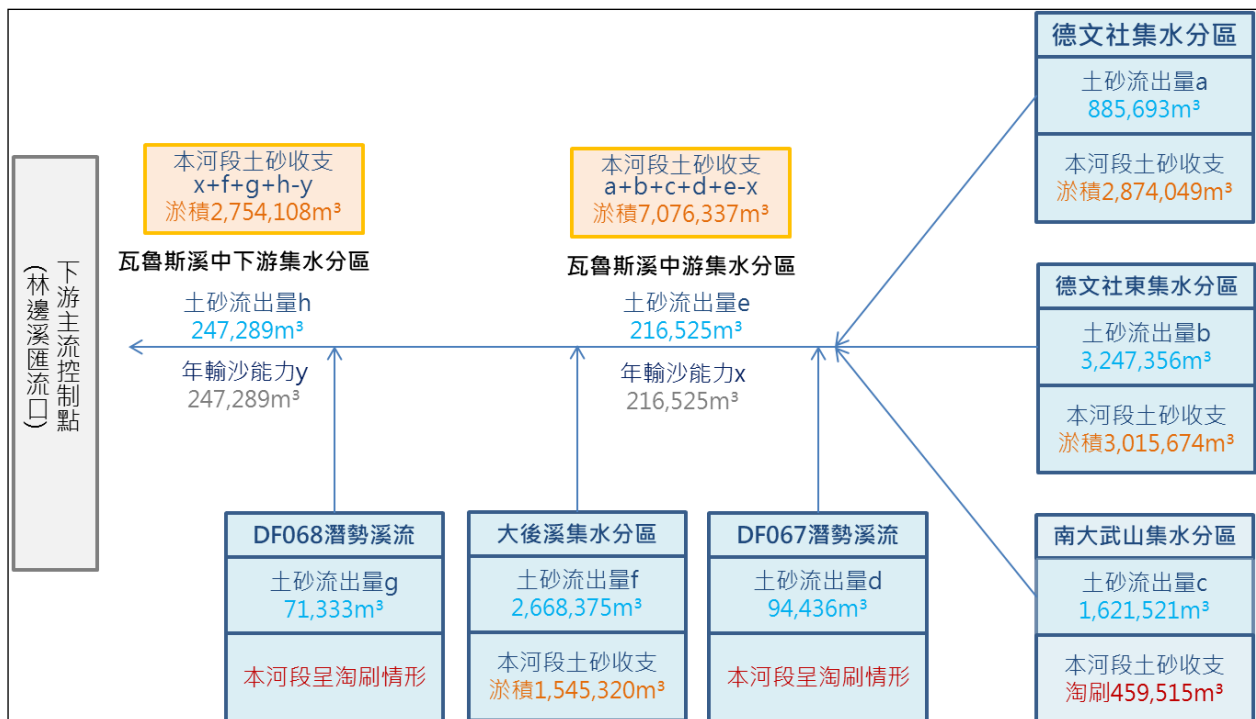 德文社集水分區
土砂流出量a
885,693m³
本河段土砂收支
淤積2,874,049m³
本河段土砂收支
x+f+g+h-y
淤積2,754,108m³
本河段土砂收支
a+b+c+d+e-x
淤積7,076,337m³
瓦魯斯溪中下游集水分區
瓦魯斯溪中游集水分區
下游主流控制點
(林邊溪匯流口)
土砂流出量h
247,289m³
年輸沙能力y
247,289m³
土砂流出量e
216,525m³
年輸沙能力x
216,525m³
德文社東集水分區
土砂流出量b
3,247,356m³
本河段土砂收支
淤積3,015,674m³
DF068潛勢溪流
土砂流出量g
71,333m³
本河段呈淘刷情形
大後溪集水分區
土砂流出量f
2,668,375m³
本河段土砂收支
淤積1,545,320m³
DF067潛勢溪流
土砂流出量d
94,436m³
本河段呈淘刷情形
南大武山集水分區
土砂流出量c
1,621,521m³
本河段土砂收支
淘刷459,515m³